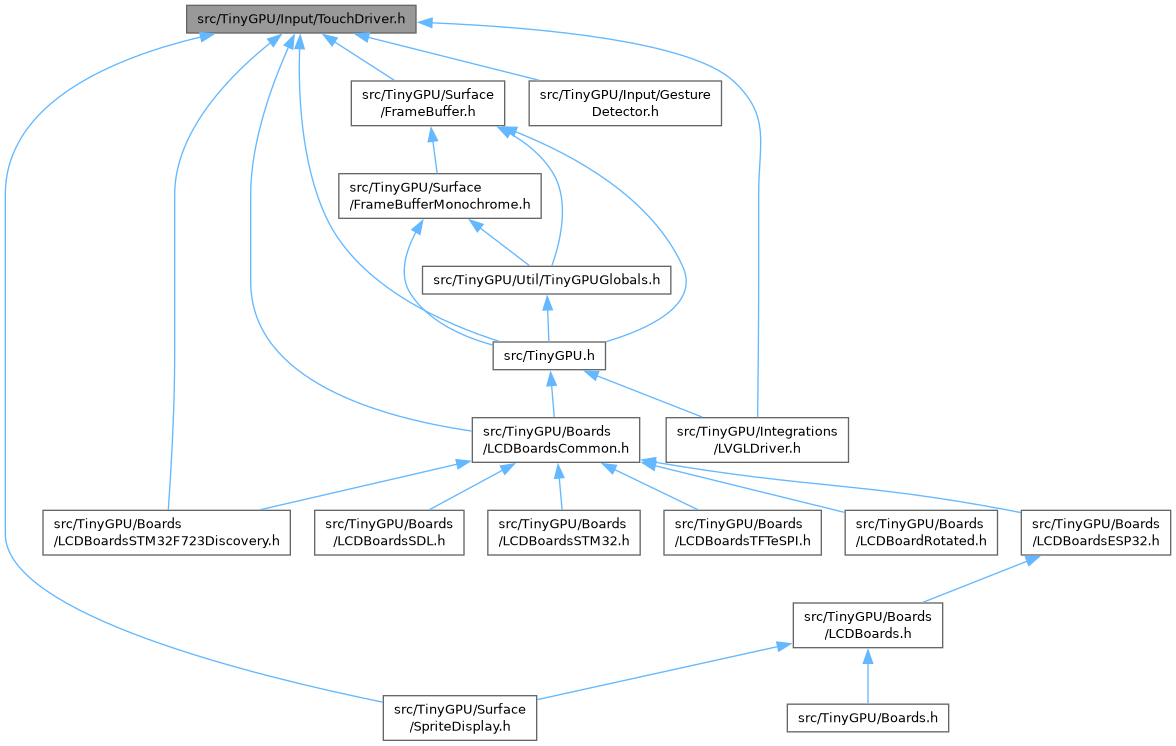 src/TinyGPU/Input/TouchDriver.h
src/TinyGPU/Surface
/FrameBuffer.h
src/TinyGPU/Input/Gesture
Detector.h
src/TinyGPU/Surface
/FrameBufferMonochrome.h
src/TinyGPU/Util/TinyGPUGlobals.h
src/TinyGPU.h
src/TinyGPU/Boards
/LCDBoardsCommon.h
src/TinyGPU/Integrations
/LVGLDriver.h
src/TinyGPU/Boards
/LCDBoardsSTM32F723Discovery.h
src/TinyGPU/Boards
/LCDBoardsSDL.h
src/TinyGPU/Boards
/LCDBoardsSTM32.h
src/TinyGPU/Boards
/LCDBoardsTFTeSPI.h
src/TinyGPU/Boards
/LCDBoardRotated.h
src/TinyGPU/Boards
/LCDBoardsESP32.h
src/TinyGPU/Boards
/LCDBoards.h
src/TinyGPU/Surface
/SpriteDisplay.h
src/TinyGPU/Boards.h